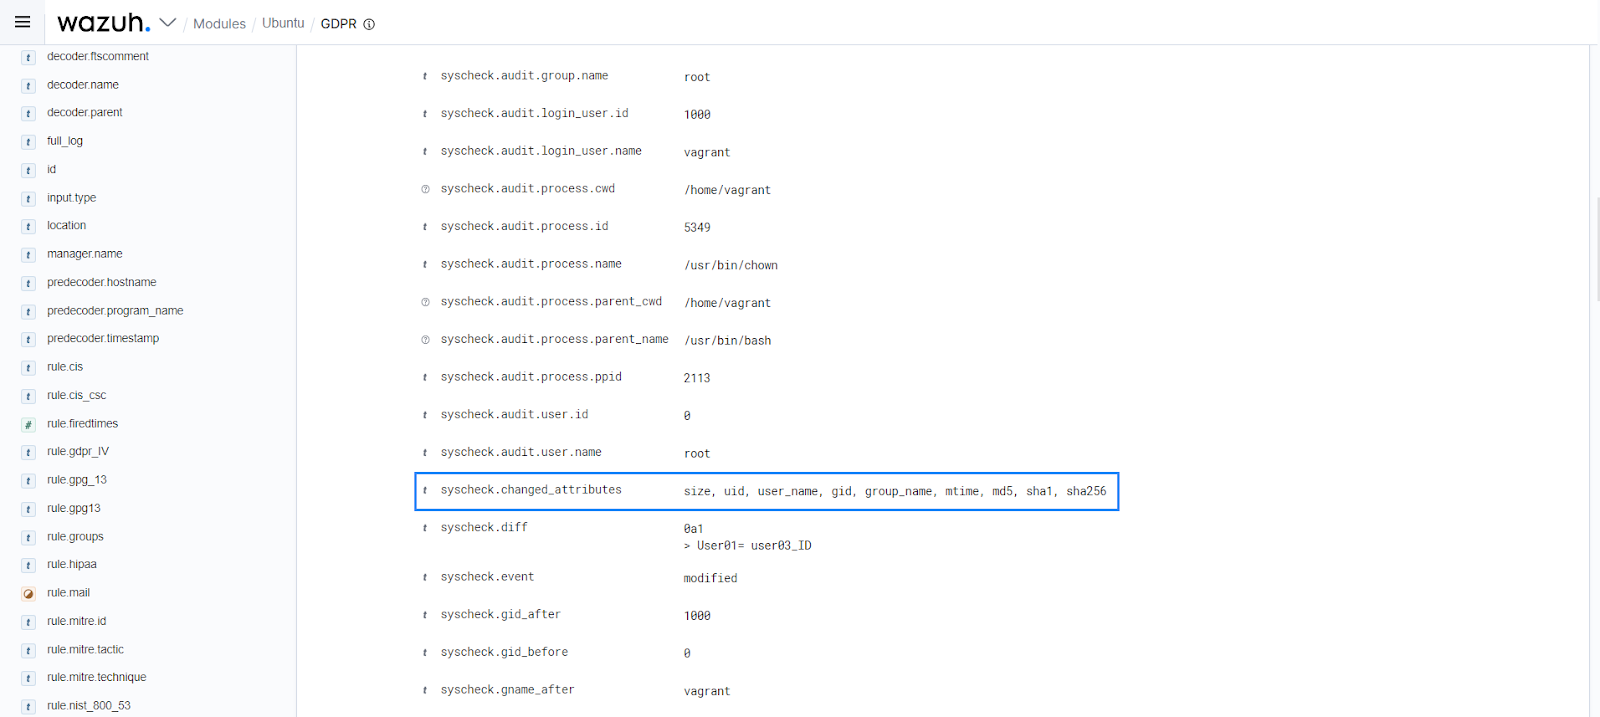 wazuh. / Modules / Ubuntu / GDPR
t decoder.ftscomment
t decoder.name
t decoder.parent
t full_log
t id
t input.type
t location
t manager.name
t predecoder.hostname
t predecoder.program_name
t predecoder.timestamp
t rule.cis
t rule.cis_csc
# rule.firedtimes
t rule.gdpr_IV
t rule.gpg_13
t rule.gpg13
t rule.groups
t rule.hipaa
rule.mail
t rule.mitre.id
t rule.mitre.tactic
t rule.mitre.technique
t rule.nist_800_53
t syscheck.audit.group.name root
t syscheck.audit.login_user.id 1000
t syscheck.audit.login_user.name vagrant
? syscheck.audit.process.cwd /home/vagrant
t syscheck.audit.process.id 5349
t syscheck.audit.process.name /usr/bin/chown
? syscheck.audit.process.parent_cwd /home/vagrant
? syscheck.audit.process.parent_name /usr/bin/bash
t syscheck.audit.process.ppid 2113
t syscheck.audit.user.id 0
t syscheck.audit.user.name root
t syscheck.changed_attributes size, uid, user_name, gid, group_name, mtime, md5, sha1, sha256
t syscheck.diff 0a1
> User01= user03_ID
t syscheck.event modified
t syscheck.gid_after 1000
t syscheck.gid_before 0
t syscheck.gname_after vagrant